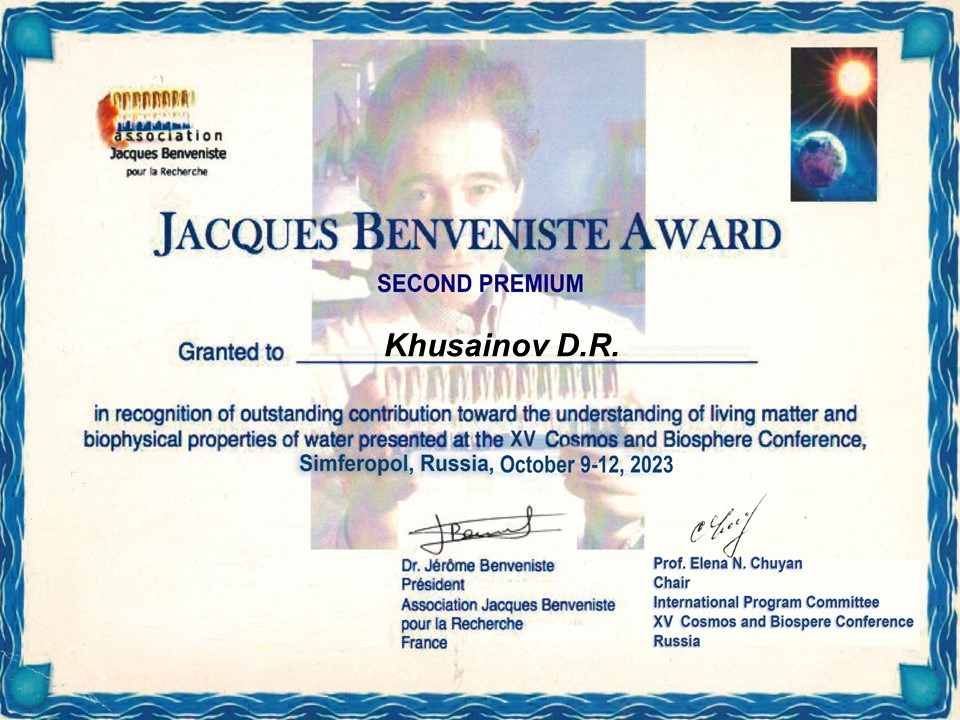 association
Jacques Benveniste
pour la Recherche
JACQUES BENVENISTE AWARD
SECOND PREMIUM
Granted to Khusainov D.R.
in recognition of outstanding contribution toward the understanding of living matter and
biophysical properties of water presented at the XV Cosmos and Biosphere Conference,
Simferopol, Russia, October 9-12, 2023
Dr. Jérôme Benveniste
Président
Association Jacques Benveniste
pour la Recherche
France
Prof. Elena N. Chuyan
Chair
International Program Committee
XV Cosmos and Biospere Conference
Russia